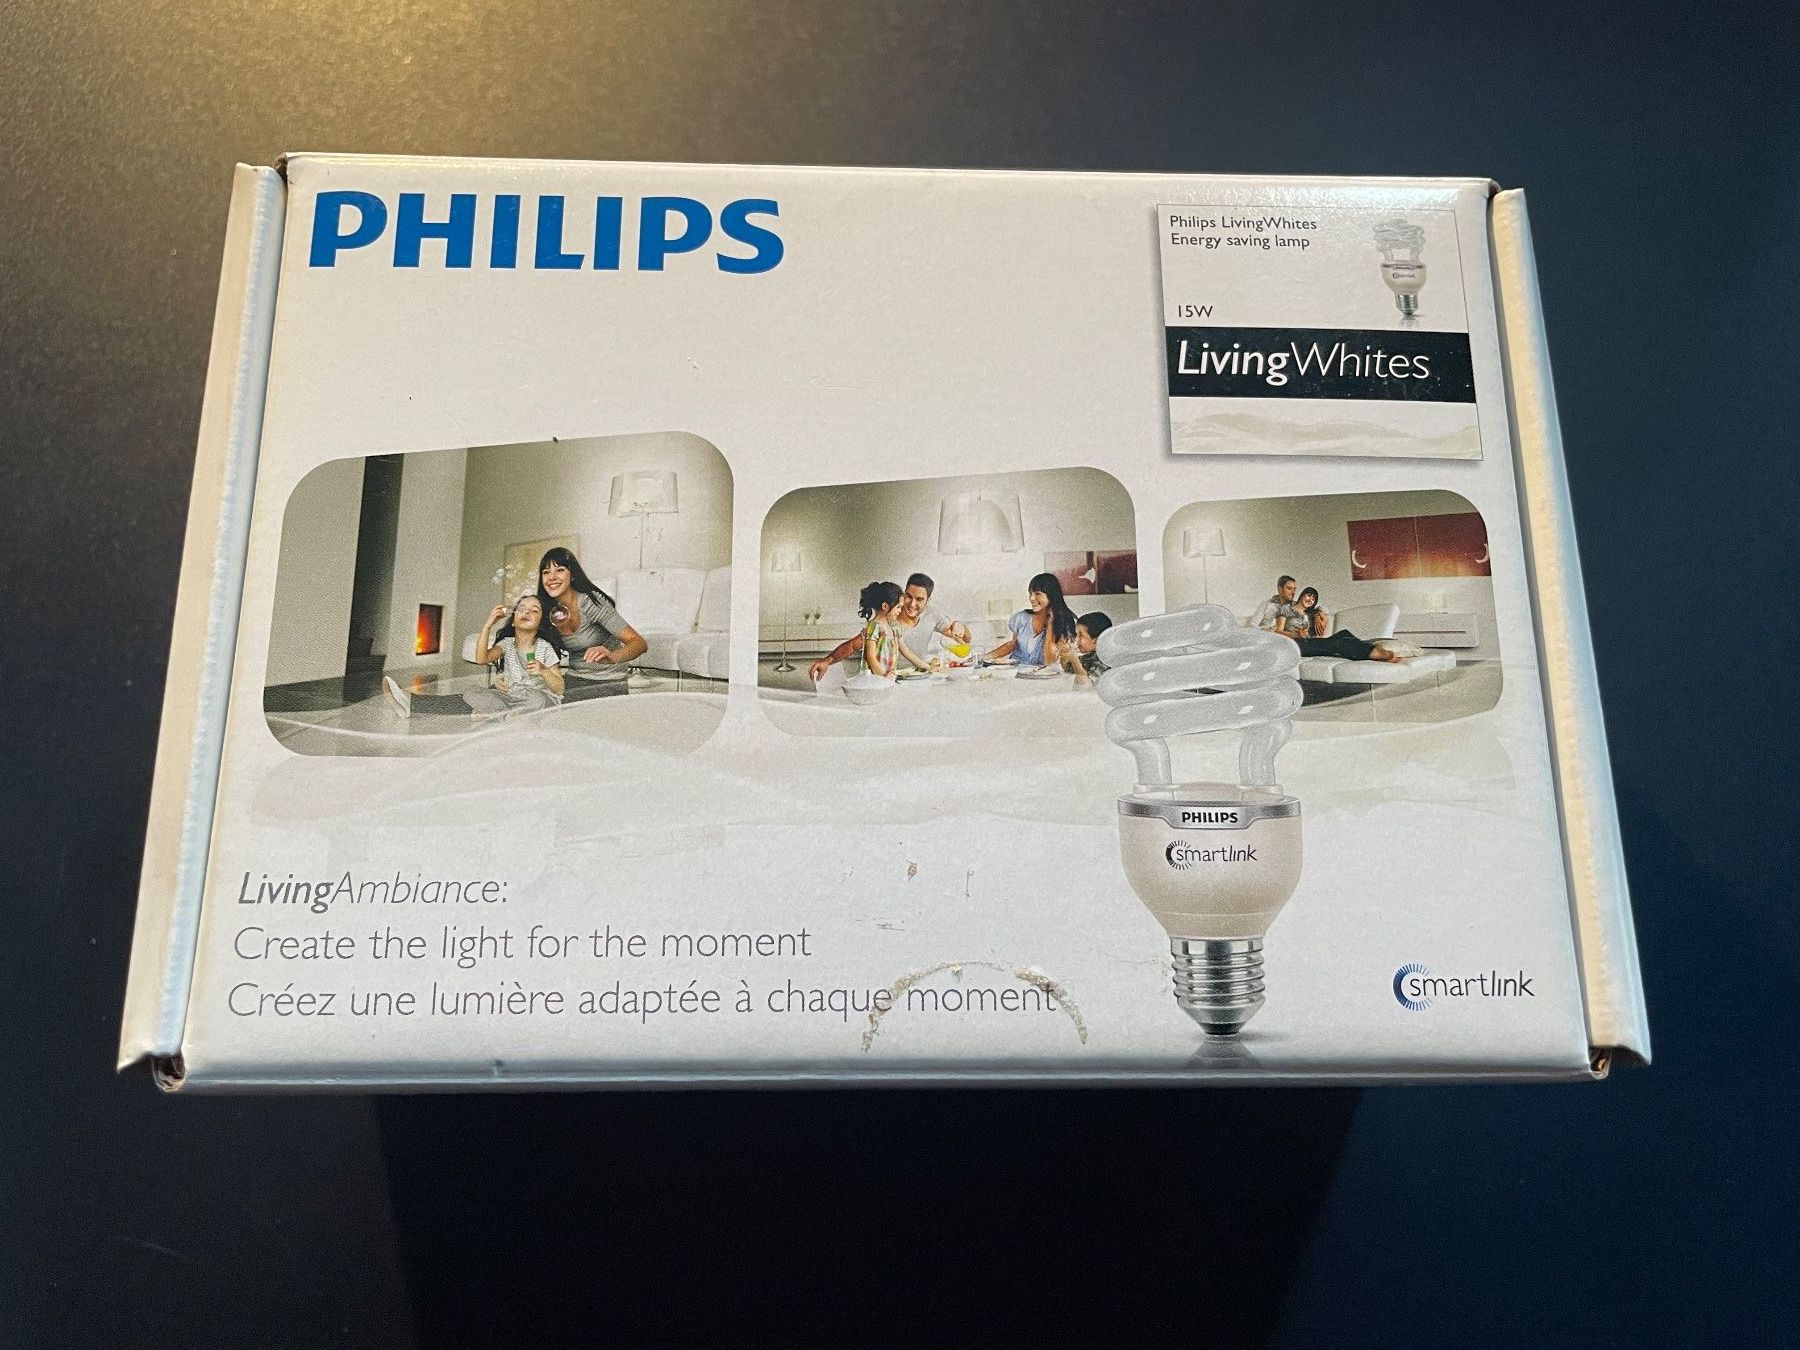 PHILIPS
Philips LivingWhites
Energy saving lamp
15W
LivingWhites
PHILIPS
smartlink
LivingAmbiance:
Create the light for the moment
Créez une lumière adaptée à chaque moment
smartlink